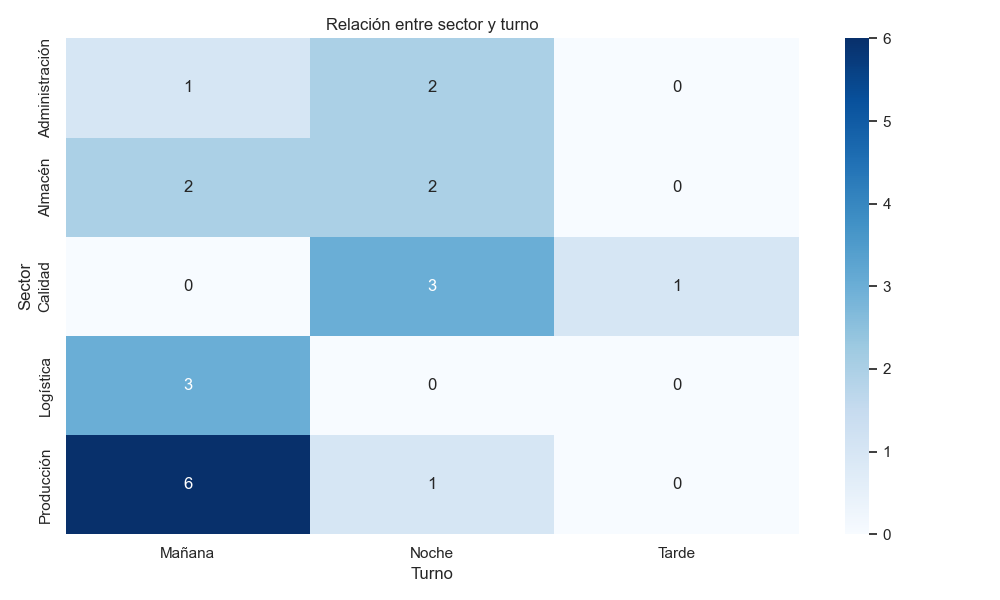 Relación entre sector y turno
Sector
Administración
1 2 0
Almacén
2 2 0
Calidad
0 3 1
Logística
3 0 0
Producción
6 1 0
Mañana Noche Tarde
Turno
6
5
4
3
2
1
0